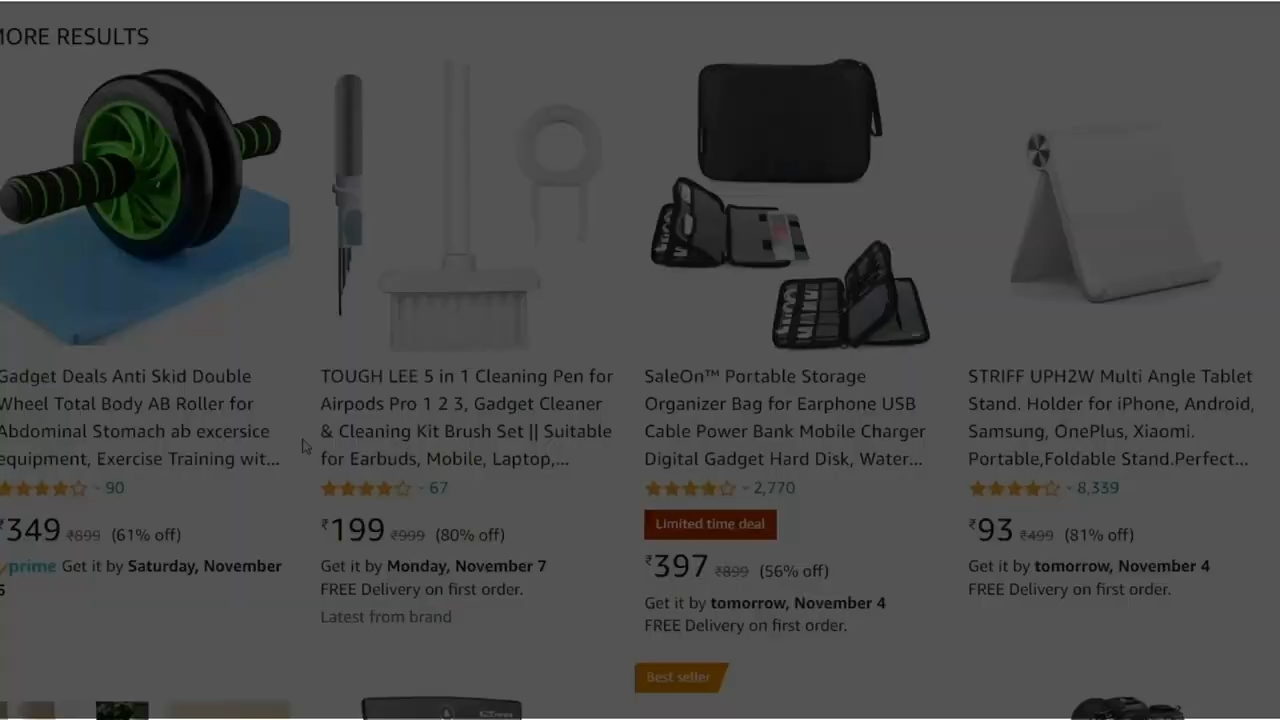 MORE RESULTS
Gadget Deals Anti Skid Double
Wheel Total Body AB Roller for
Abdominal Stomach ab excersice
equipment, Exercise Training wit...
90
₹349 ₹899 (61% off)
prime Get it by Saturday, November
5
TOUGH LEE 5 in 1 Cleaning Pen for
Airpods Pro 1 2 3, Gadget Cleaner
& Cleaning Kit Brush Set || Suitable
for Earbuds, Mobile, Laptop,...
67
₹199 ₹999 (80% off)
Get it by Monday, November 7
FREE Delivery on first order.
Latest from brand
SaleOn™ Portable Storage
Organizer Bag for Earphone USB
Cable Power Bank Mobile Charger
Digital Gadget Hard Disk, Water...
2,770
Limited time deal
₹397 ₹899 (56% off)
Get it by tomorrow, November 4
FREE Delivery on first order.
STRIFF UPH2W Multi Angle Tablet
Stand. Holder for iPhone, Android,
Samsung, OnePlus, Xiaomi.
Portable,Foldable Stand.Perfect...
8,339
₹93 ₹499 (81% off)
Get it by tomorrow, November 4
FREE Delivery on first order.
Best seller